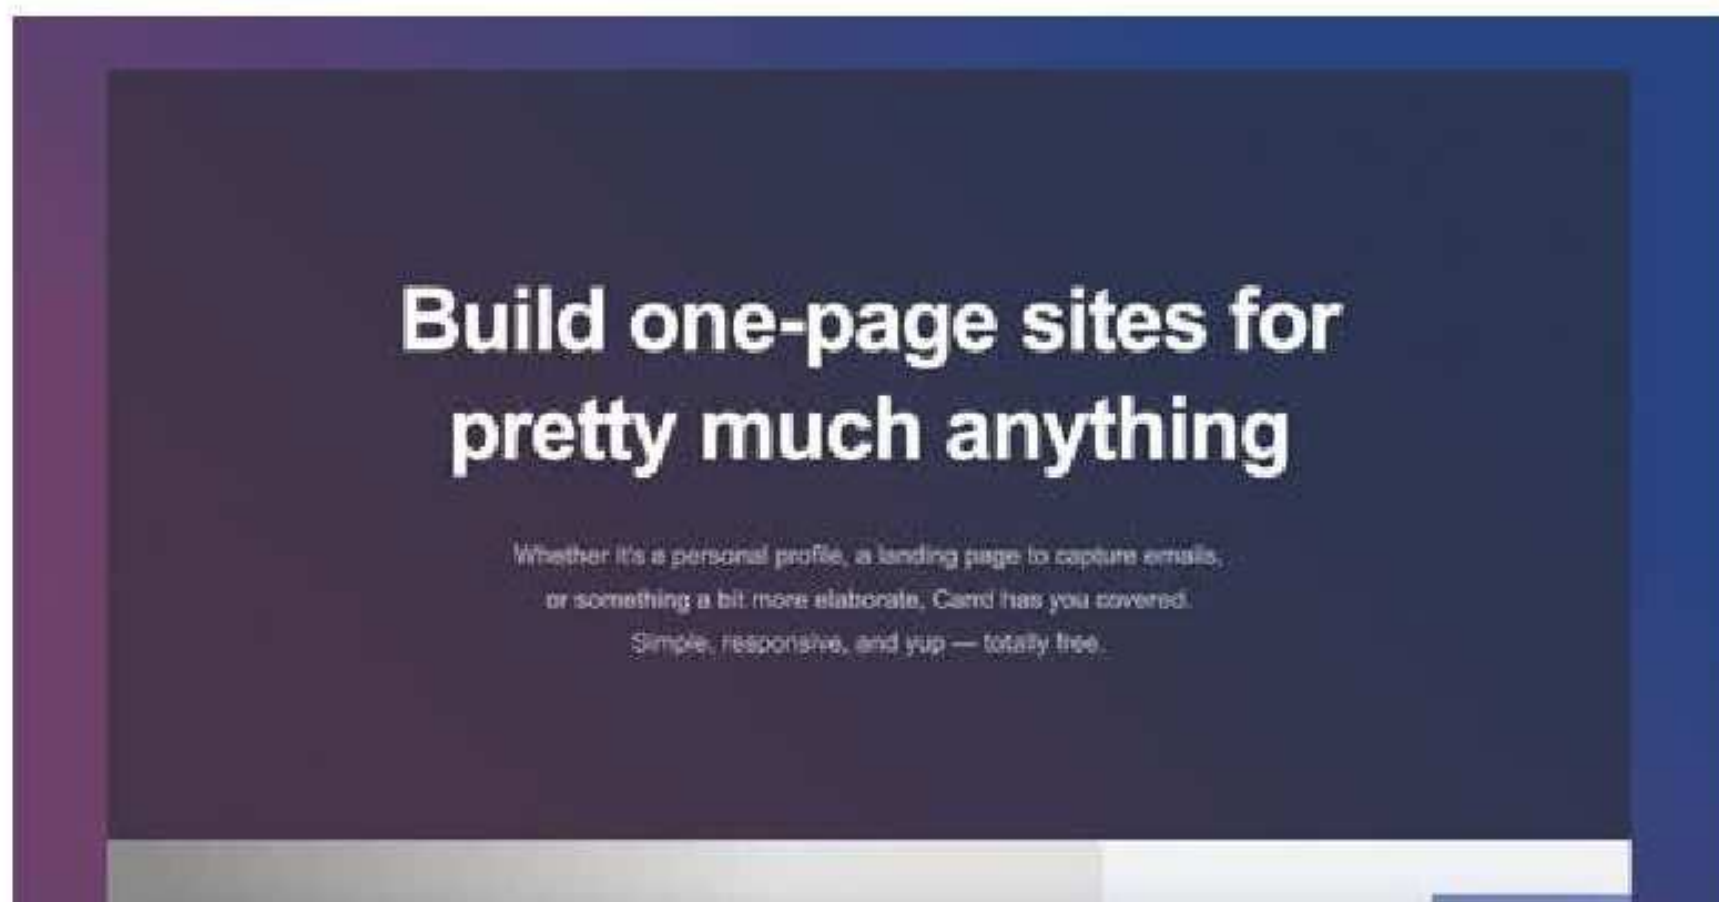 Build one-page sites for
pretty much anything
Whether it's a personal profile, a landing page to capture emails,
or something a bit more elaborate, Carrd has you covered.
Simple, responsive, and yup — totally free.